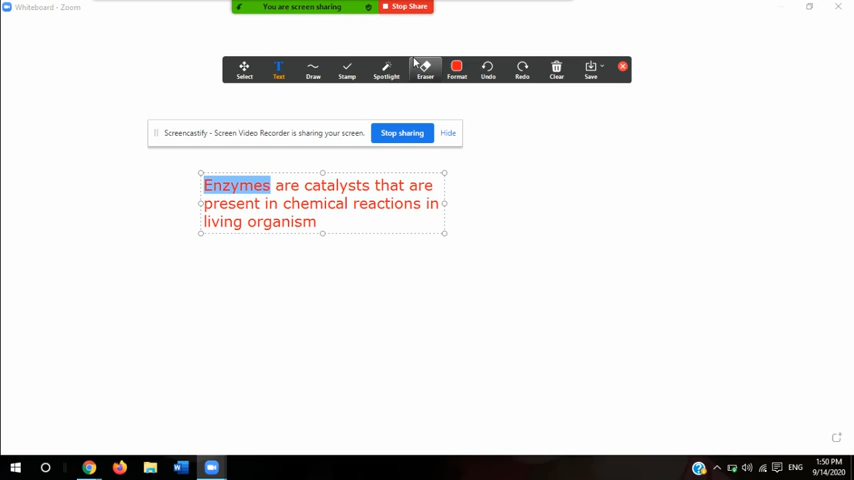 Whiteboard - Zoom
You are screen sharing
Stop Share
Select
Text
Draw
Stamp
Spotlight
Eraser
Format
Undo
Redo
Clear
Save
Screencastify - Screen Video Recorder is sharing your screen.
Stop sharing
Hide
Enzymes are catalysts that are
present in chemical reactions in
living organism
ENG
1:50 PM
9/14/2020